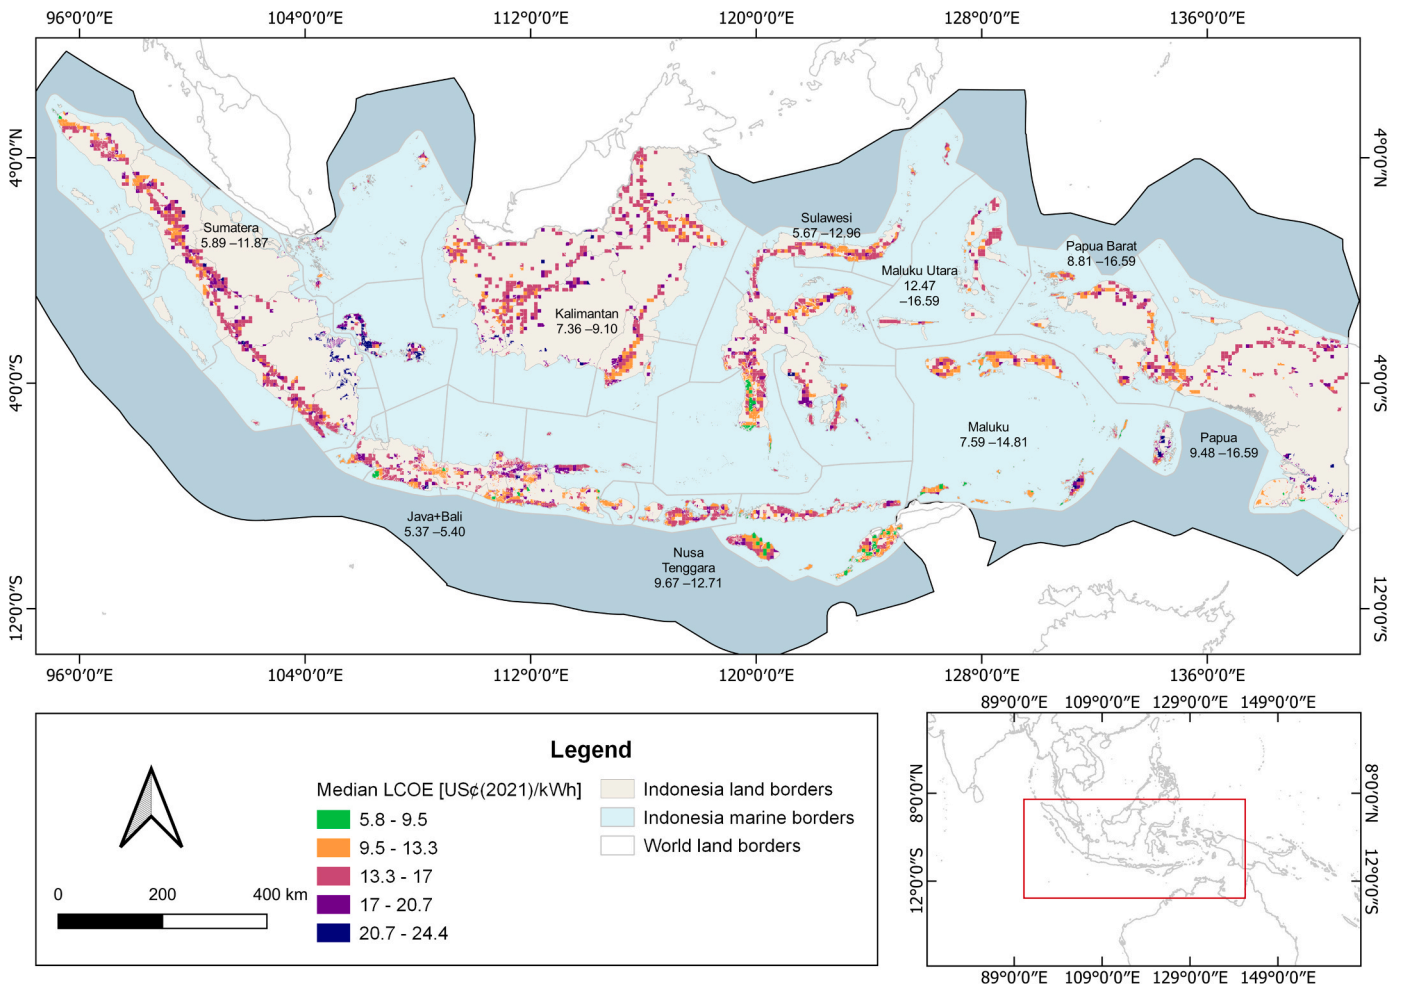 96°0′0″E 104°0′0″E 112°0′0″E 120°0′0″E 128°0′0″E 136°0′0″E
4°0′0″N
4°0′0″S
12°0′0″S
4°0′0″N
4°0′0″S
12°0′0″S
Sumatera
5.89 –11.87
Kalimantan
7.36 –9.10
Sulawesi
5.67 –12.96
Maluku Utara
12.47
–16.59
Papua Barat
8.81 –16.59
Maluku
7.59 –14.81
Papua
9.48 –16.59
Java+Bali
5.37 –5.40
Nusa
Tenggara
9.67 –12.71
96°0′0″E 104°0′0″E 112°0′0″E 120°0′0″E 128°0′0″E 136°0′0″E
Legend
Median LCOE [US¢(2021)/kWh]
5.8 - 9.5
9.5 - 13.3
13.3 - 17
17 - 20.7
20.7 - 24.4
Indonesia land borders
Indonesia marine borders
World land borders
0 200 400 km
89°0′0″E 109°0′0″E 129°0′0″E 149°0′0″E
8°0′0″N
12°0′0″S
8°0′0″N
12°0′0″S
89°0′0″E 109°0′0″E 129°0′0″E 149°0′0″E